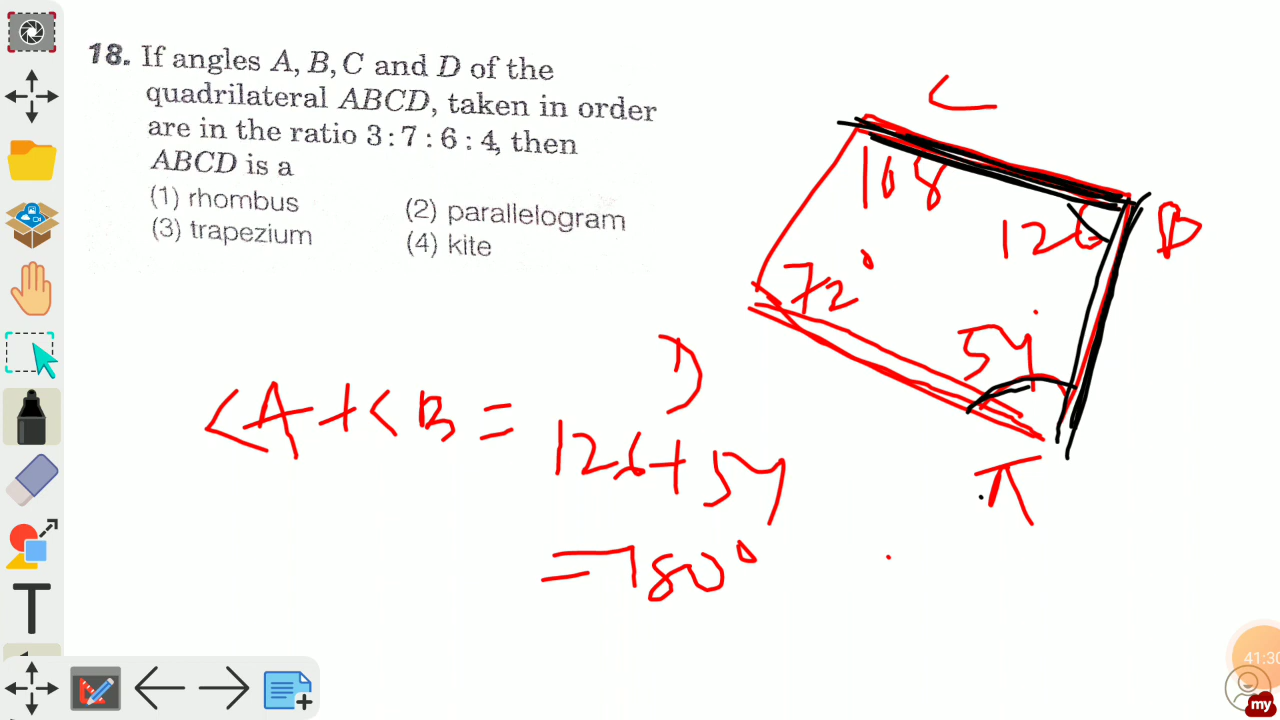 18. If angles A, B, C and D of the
quadrilateral ABCD, taken in order
are in the ratio 3 : 7 : 6 : 4, then
ABCD is a
(1) rhombus (2) parallelogram
(3) trapezium (4) kite
C
108
126 B
72°
54
D
A
<A + <B = 126 + 54
= 180°
T
41:30
my